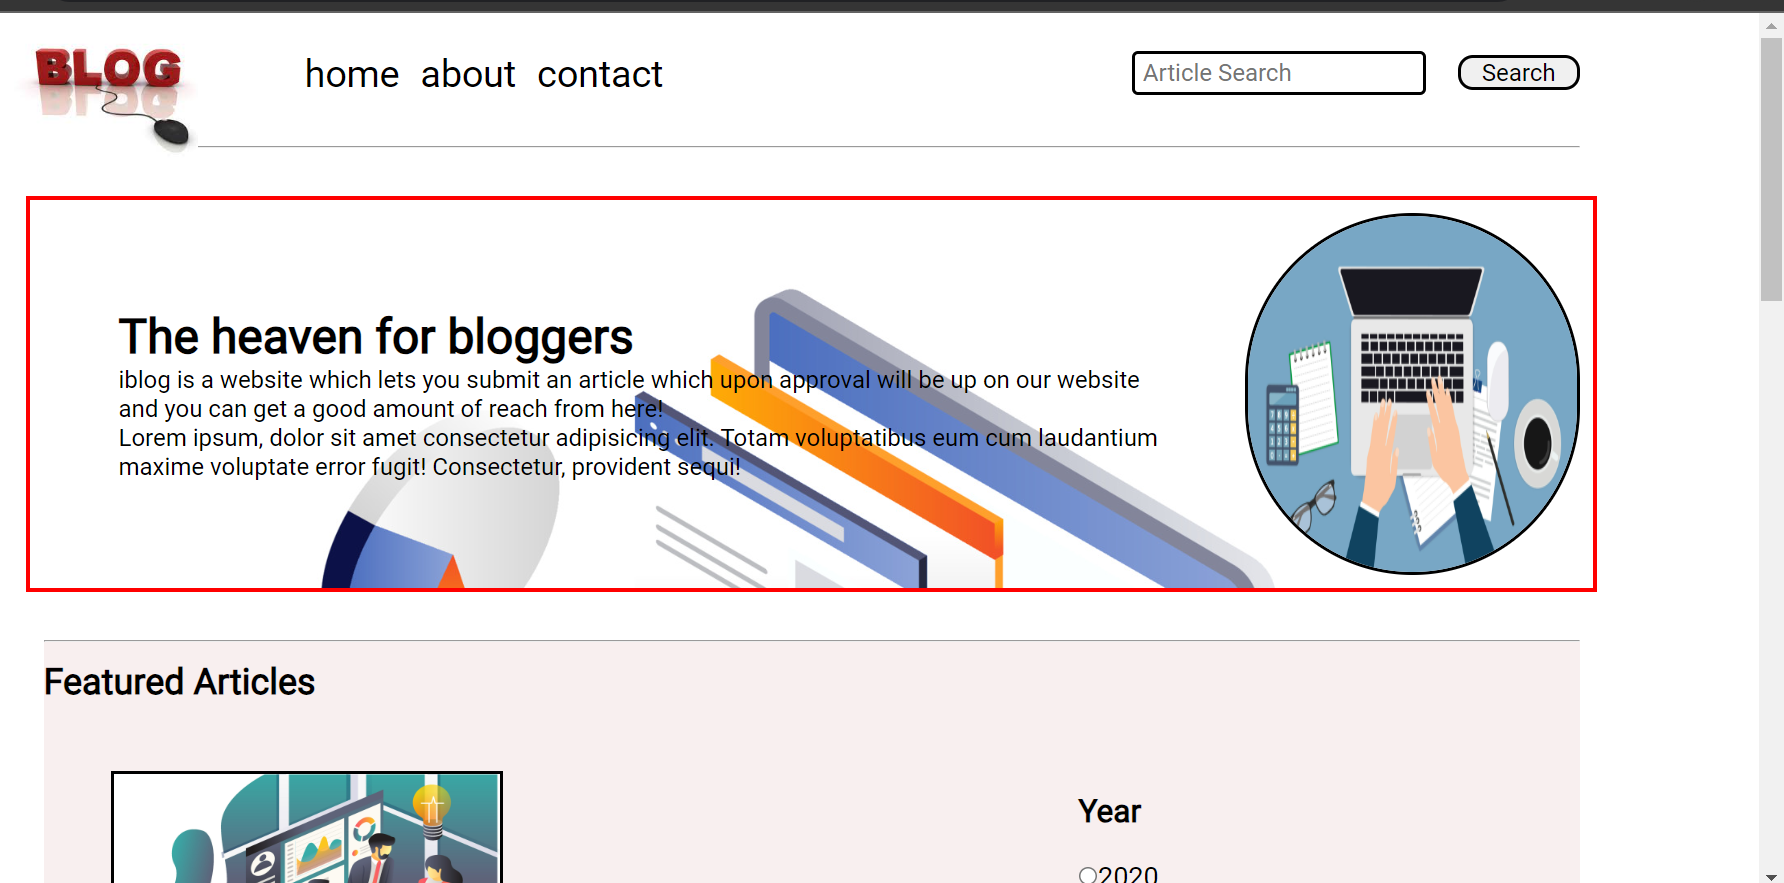 BLOG
home about contact
Article Search
Search
The heaven for bloggers
iblog is a website which lets you submit an article which upon approval will be up on our website
and you can get a good amount of reach from here!
Lorem ipsum, dolor sit amet consectetur adipisicing elit. Totam voluptatibus eum cum laudantium
maxime voluptate error fugit! Consectetur, provident sequi!
Featured Articles
Year
2020